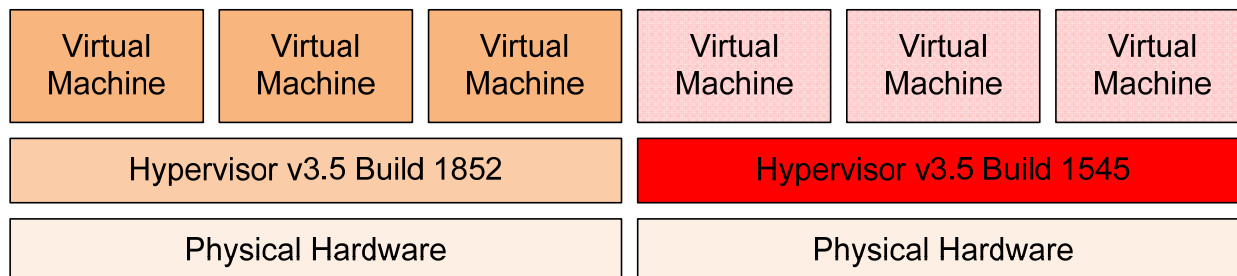 Virtual
Machine
Virtual
Machine
Virtual
Machine
Virtual
Machine
Virtual
Machine
Virtual
Machine
Hypervisor v3.5 Build 1852
Hypervisor v3.5 Build 1545
Physical Hardware
Physical Hardware